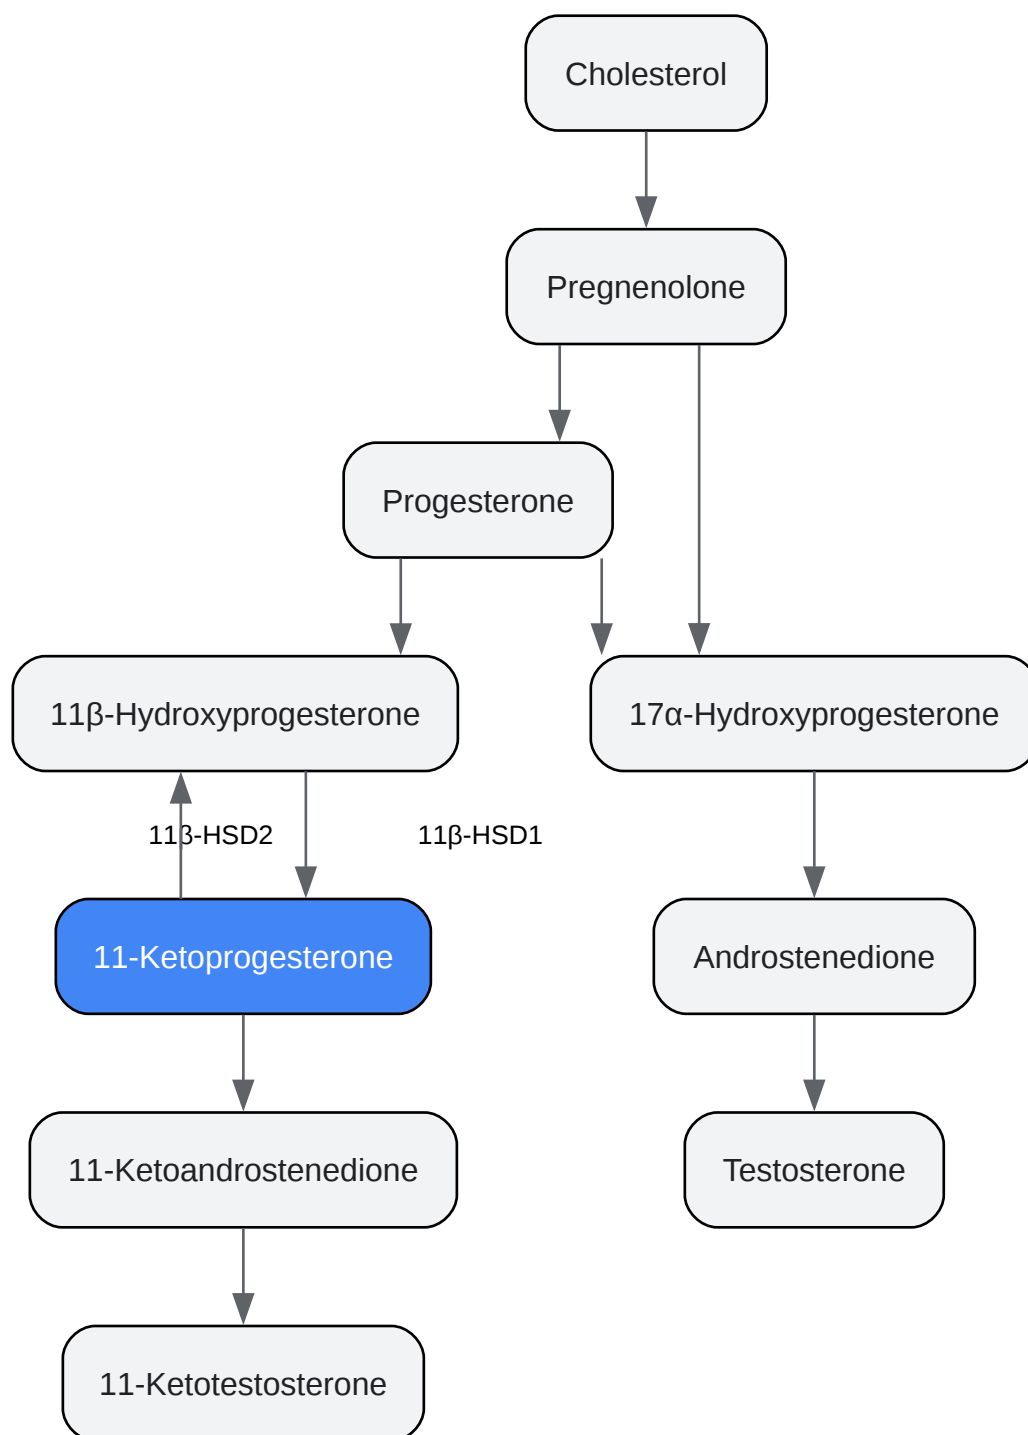 Cholesterol
Pregnenolone
Progesterone
11β-Hydroxyprogesterone
17α-Hydroxyprogesterone
11β-HSD2
11β-HSD1
11-Ketoprogesterone
Androstenedione
11-Ketoandrostenedione
Testosterone
11-Ketotestosterone